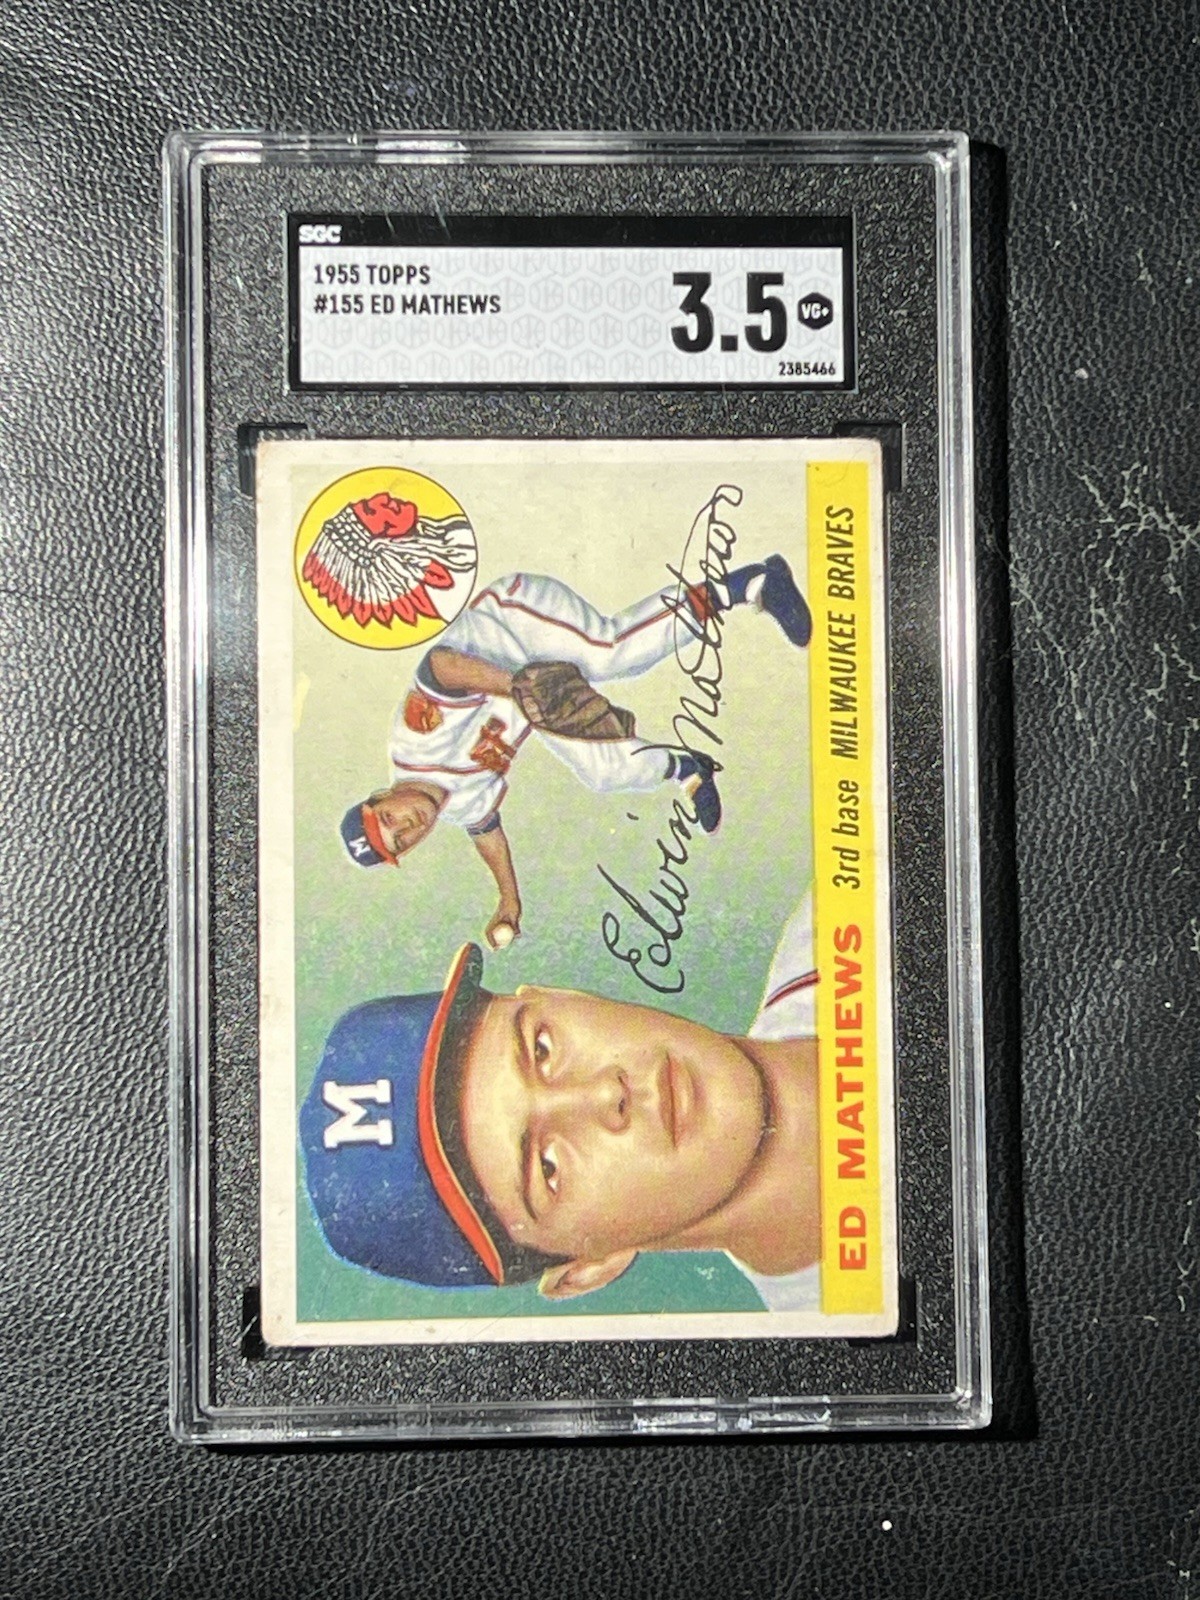 SGC
1955 TOPPS
#155 ED MATHEWS
3.5
VG+
2385466
M
M
Edwin Mathews
ED MATHEWS 3rd base MILWAUKEE BRAVES